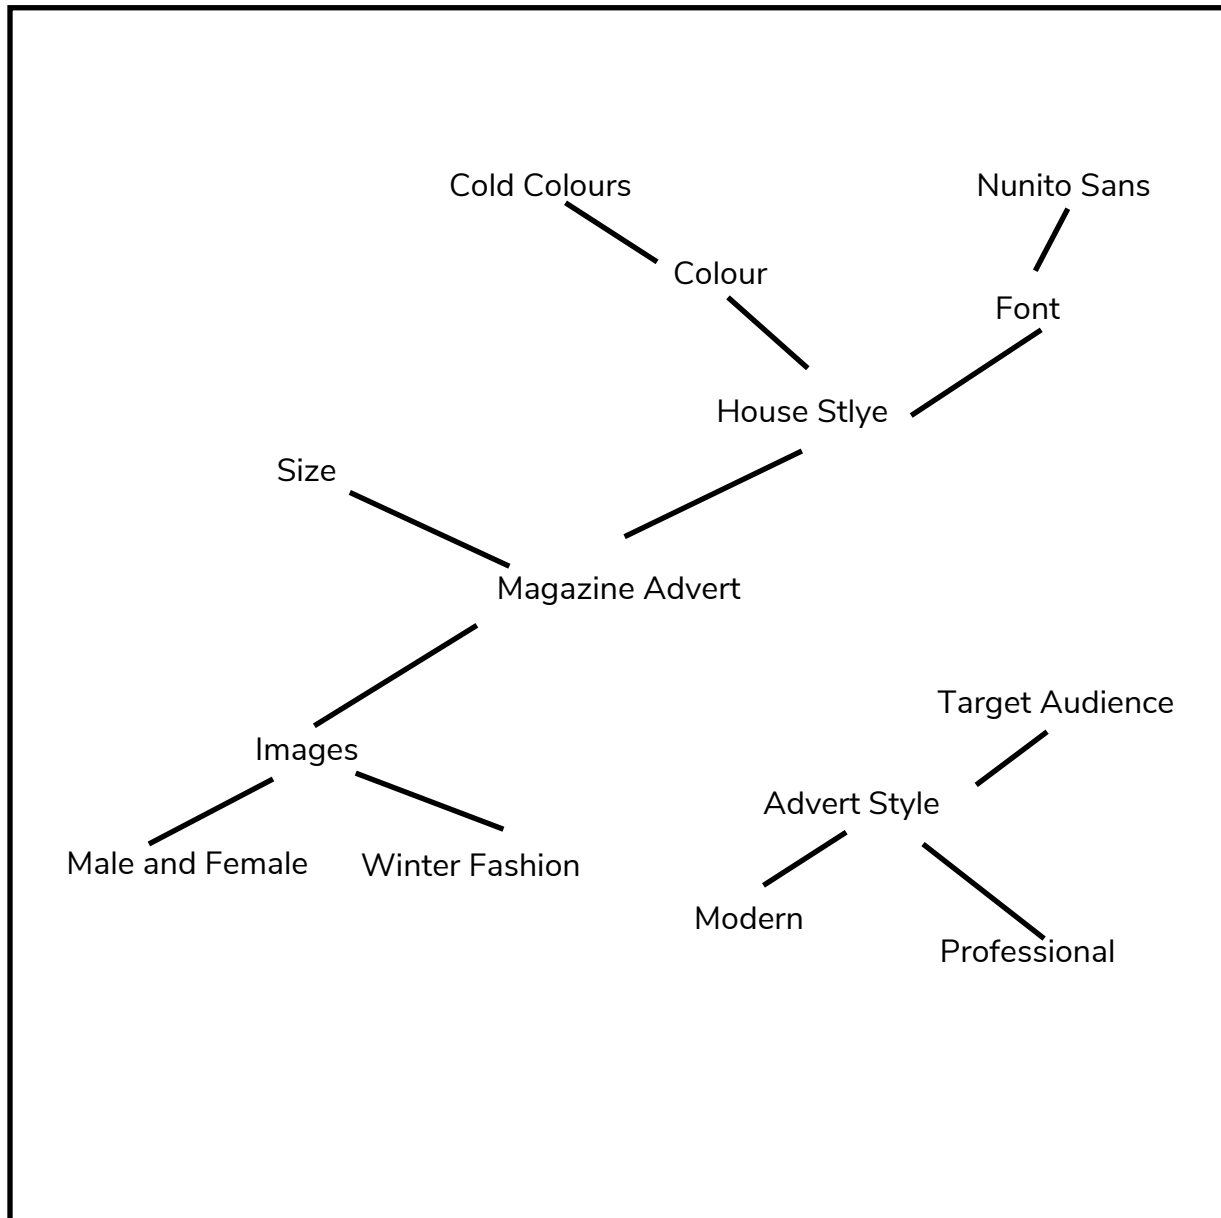 Cold Colours
Nunito Sans
Colour
Font
House Stlye
Size
Magazine Advert
Target Audience
Images
Advert Style
Male and Female
Winter Fashion
Modern
Professional